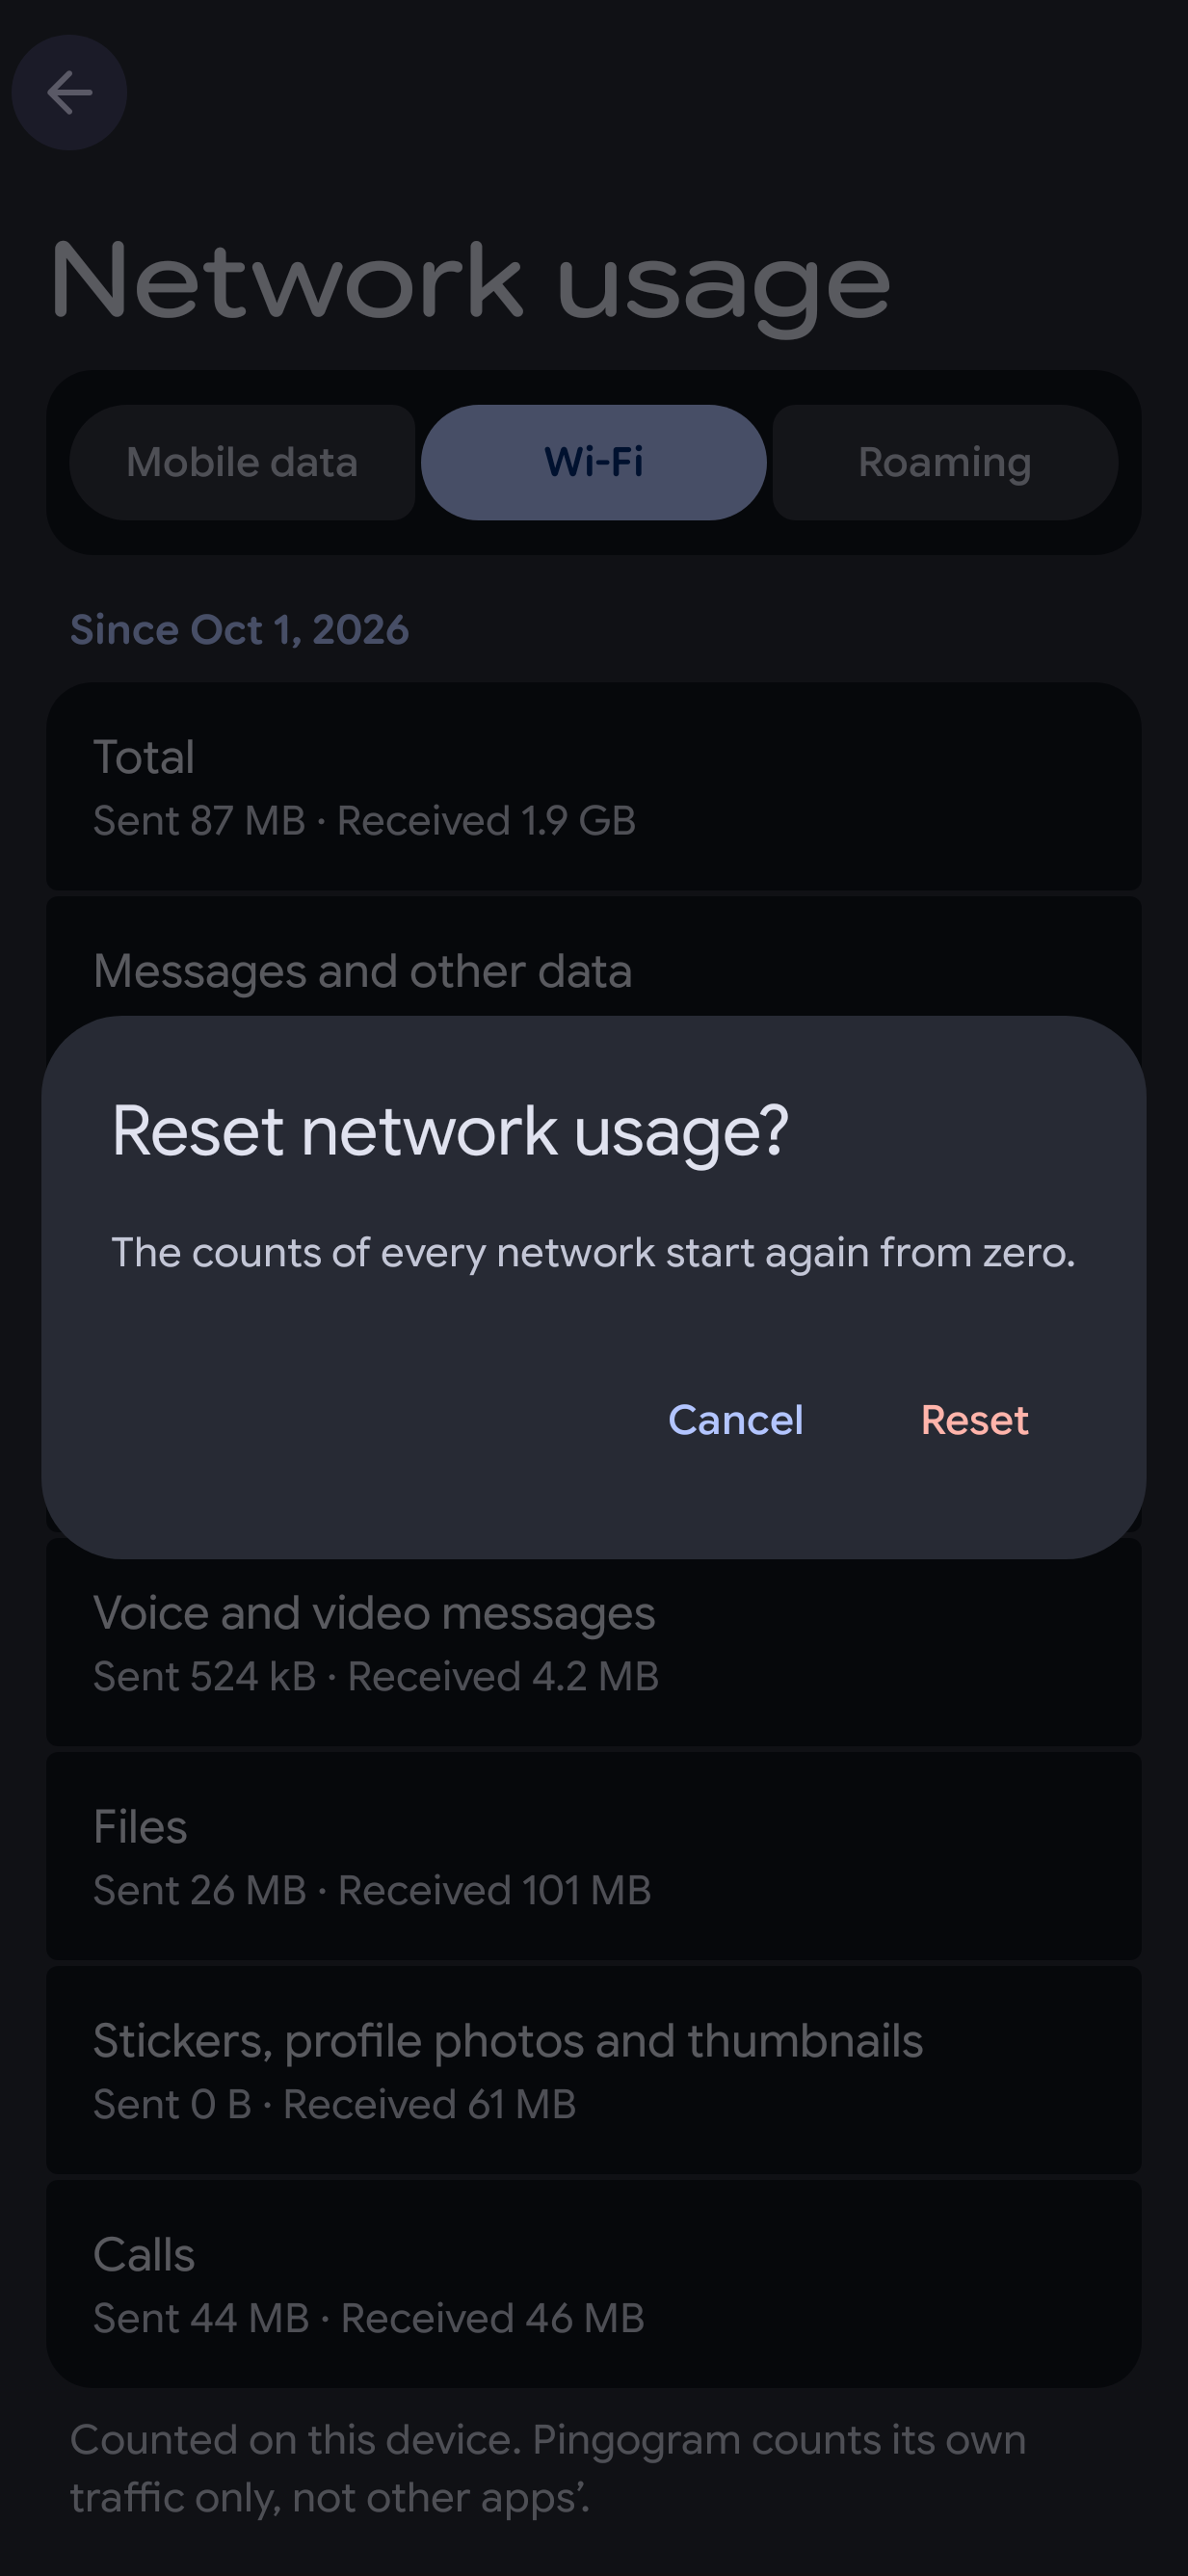 Network usage
Mobile data
Wi-Fi
Roaming
Since Oct 1, 2026
Total
Sent 87 MB · Received 1.9 GB
Messages and other data
Reset network usage?
The counts of every network start again from zero.
Cancel
Reset
Voice and video messages
Sent 524 kB · Received 4.2 MB
Files
Sent 26 MB · Received 101 MB
Stickers, profile photos and thumbnails
Sent 0 B · Received 61 MB
Calls
Sent 44 MB · Received 46 MB
Counted on this device. Pingogram counts its own
traffic only, not other apps’.